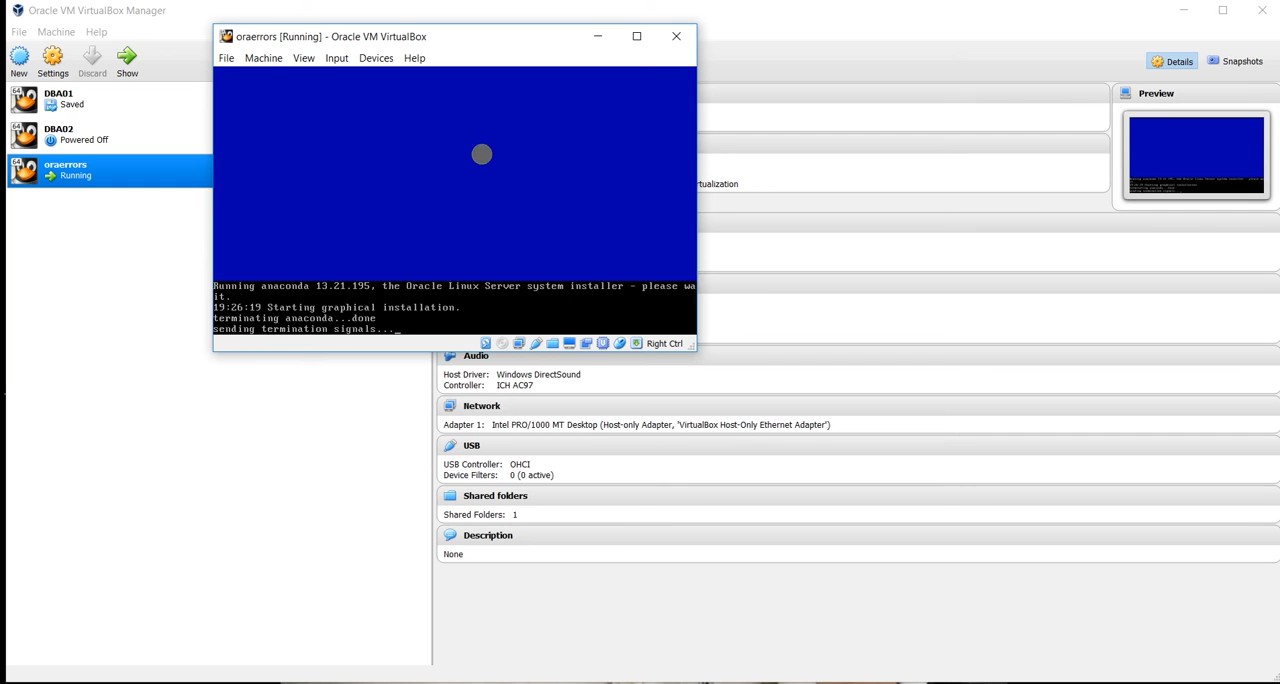 Oracle VM VirtualBox Manager
File Machine Help
New Settings Discard Show
Details Snapshots
64 DBA01
Saved
64 DBA02
Powered Off
64 oraerrors
Running
oraerrors [Running] - Oracle VM VirtualBox
File Machine View Input Devices Help
Running anaconda 13.21.195, the Oracle Linux Server system installer - please wa
it.
19:26:19 Starting graphical installation.
terminating anaconda...done
sending termination signals..._
Right Ctrl
rtualization
Preview
Audio
Host Driver: Windows DirectSound
Controller: ICH AC97
Network
Adapter 1: Intel PRO/1000 MT Desktop (Host-only Adapter, 'VirtualBox Host-Only Ethernet Adapter')
USB
USB Controller: OHCI
Device Filters: 0 (0 active)
Shared folders
Shared Folders: 1
Description
None